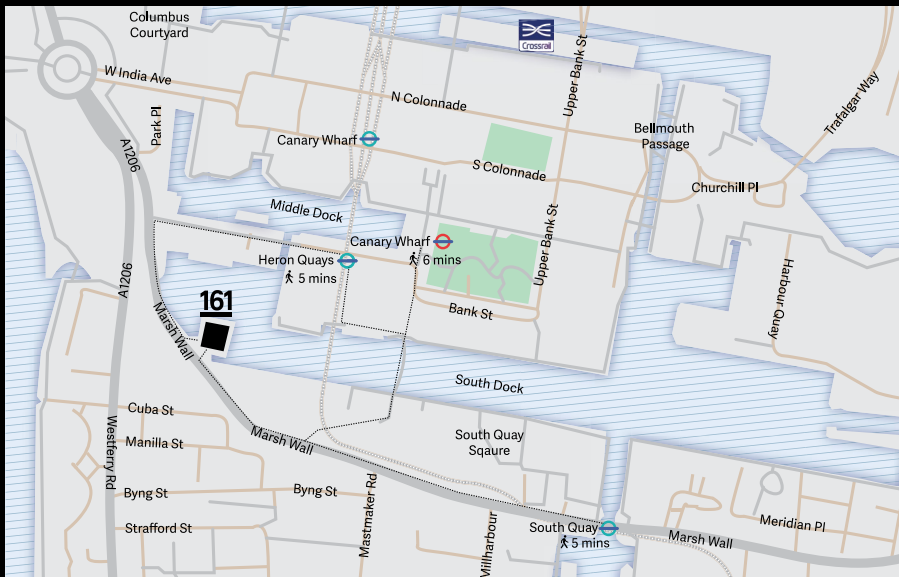 Columbus
Courtyard
Crossrail
Upper Bank St
W India Ave
N Colonnade
Trafalgar Way
Park Pl
A1206
Canary Wharf
Bellmouth
Passage
S Colonnade
Churchill Pl
Middle Dock
Canary Wharf
6 mins
Upper Bank St
Heron Quays
5 mins
A1206
Harbour Quay
161
Marsh Wall
Bank St
South Dock
Cuba St
Westferry Rd
Manilla St
Marsh Wall
South Quay
Sqaure
Byng St
Byng St
Mastmaker Rd
Millharbour
Strafford St
South Quay
5 mins
Marsh Wall
Meridian Pl